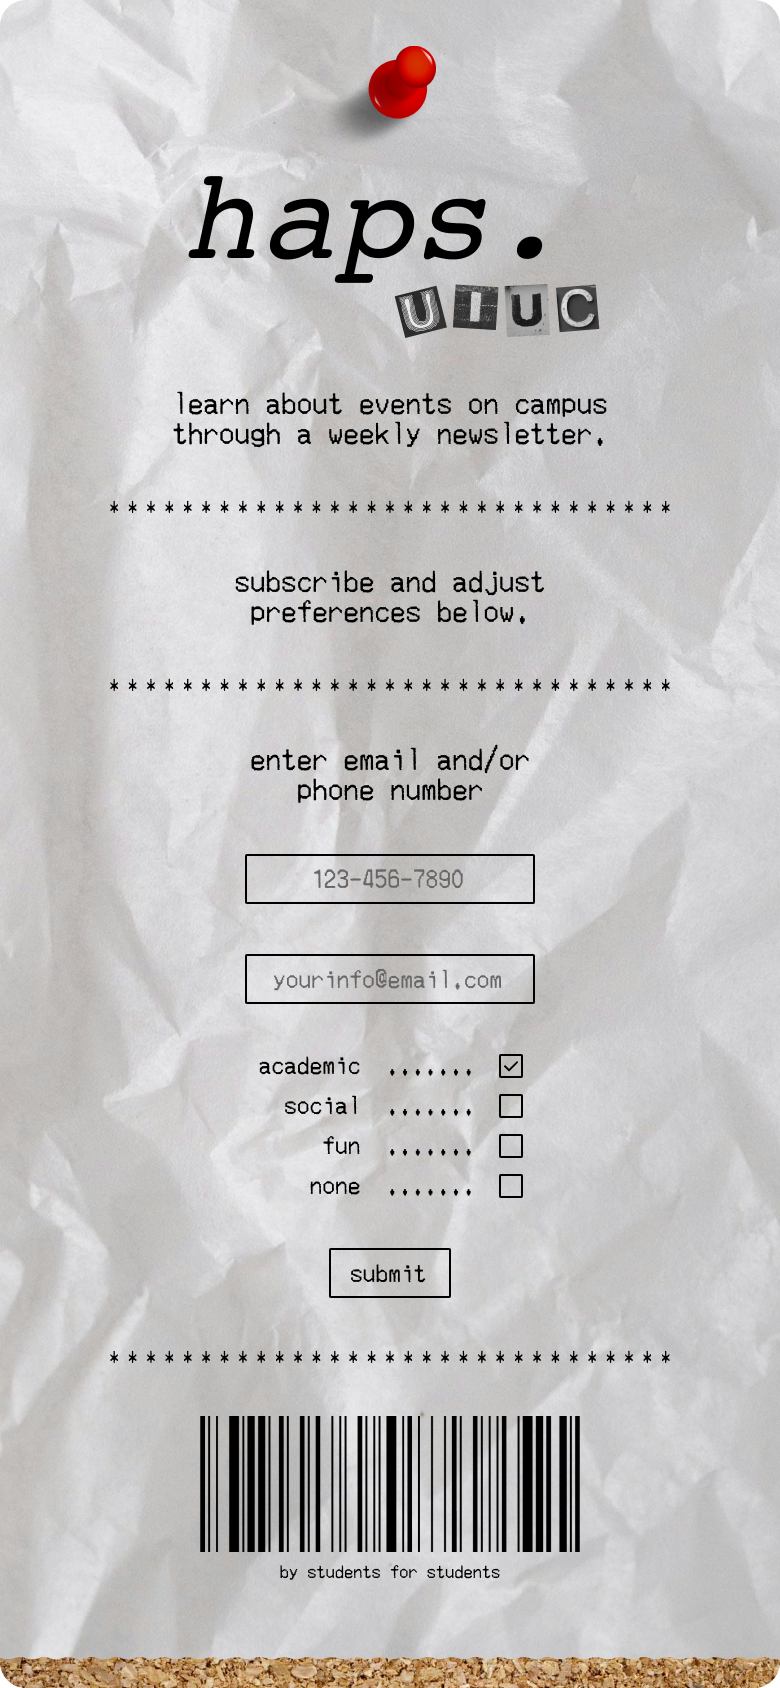 haps.
UIUC
learn about events on campus
through a weekly newsletter.
* * * * * * * * * * * * * * * * * * * * * * * * * * * * * * *
subscribe and adjust
preferences below.
* * * * * * * * * * * * * * * * * * * * * * * * * * * * * * *
enter email and/or
phone number
123-456-7890
yourinfo@email.com
academic .......
social .......
fun .......
none .......
submit
* * * * * * * * * * * * * * * * * * * * * * * * * * * * * * *
by students for students